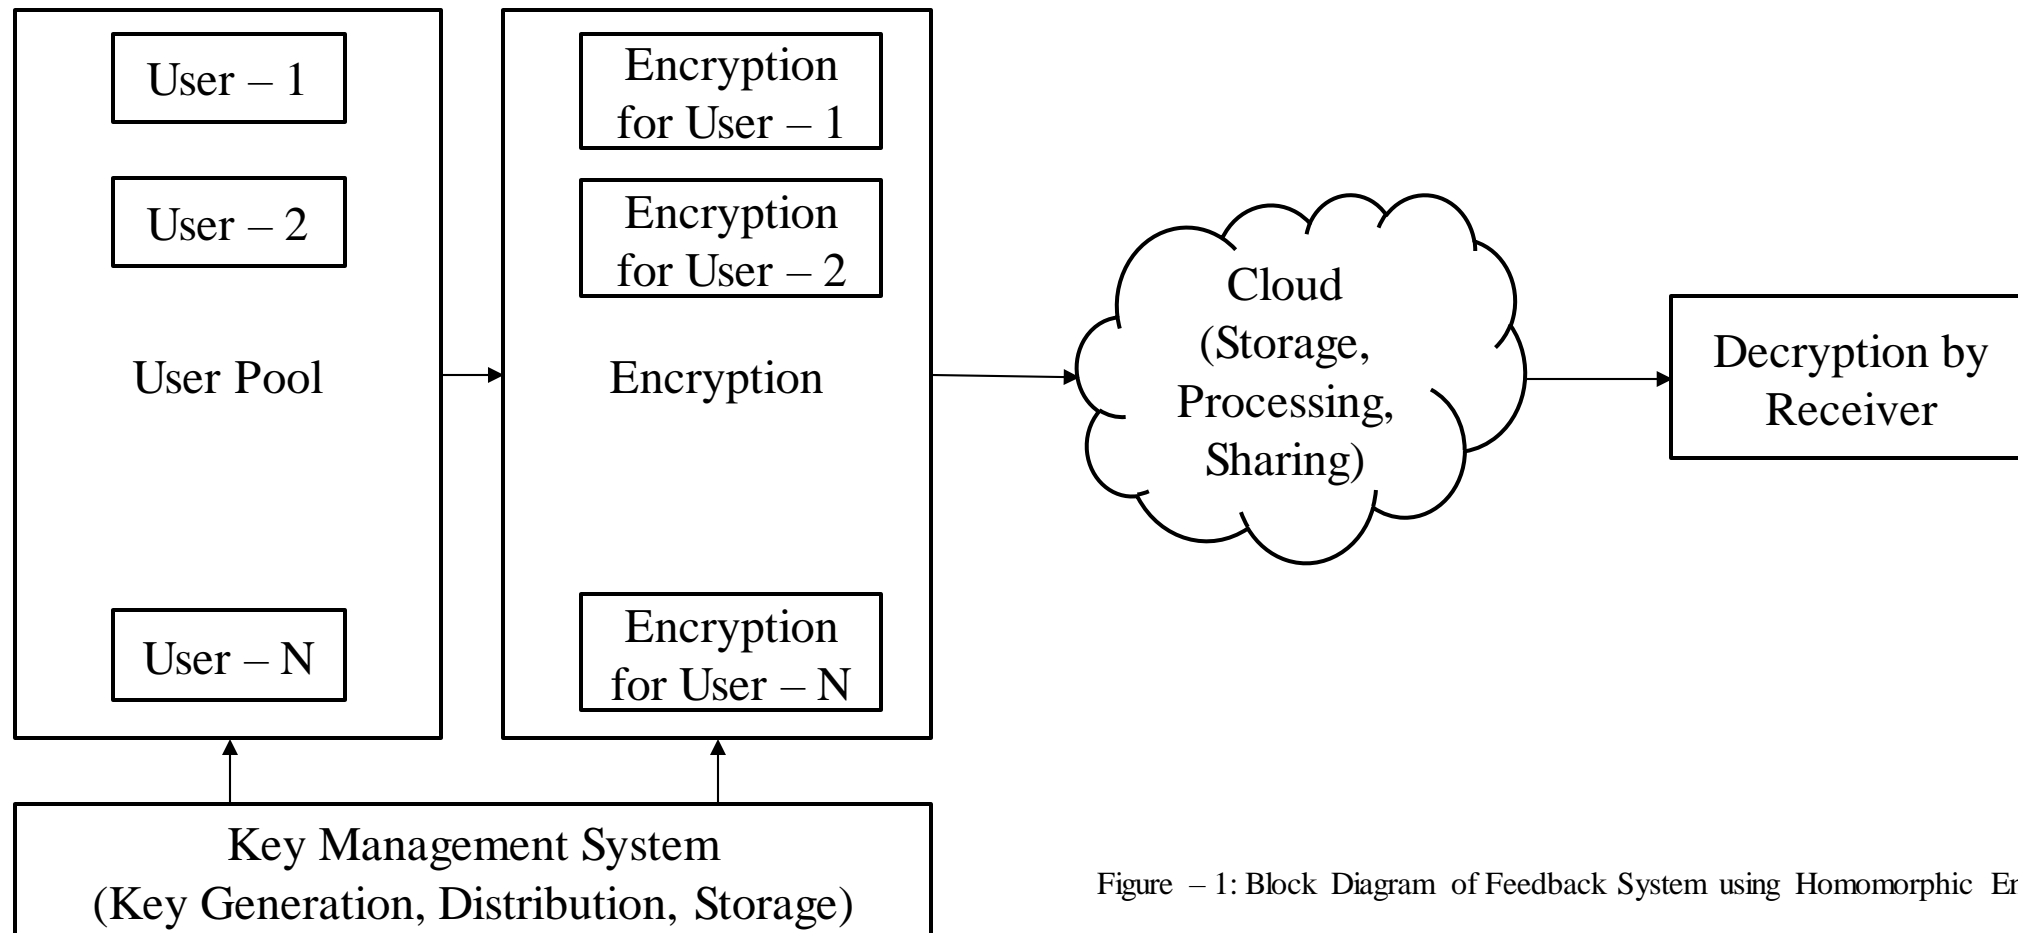 User – 1
User – 2
User Pool
User – N
Encryption
for User – 1
Encryption
for User – 2
Encryption
Encryption
for User – N
Cloud
(Storage,
Processing,
Sharing)
Decryption by
Receiver
Key Management System
(Key Generation, Distribution, Storage)
Figure – 1: Block Diagram of Feedback System using Homomorphic